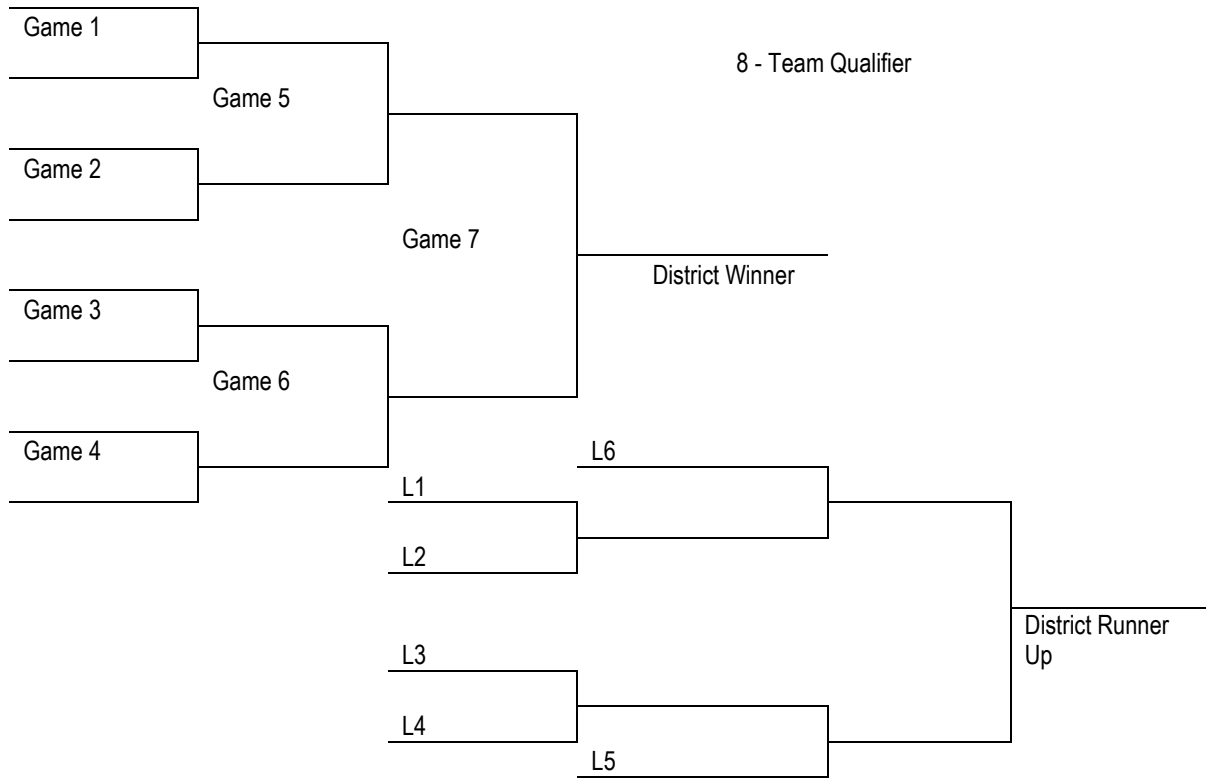 Game 1
8 - Team Qualifier
Game 5
Game 2
Game 7
District Winner
Game 3
Game 6
Game 4
L6
L1
L2
District Runner
Up
L3
L4
L5